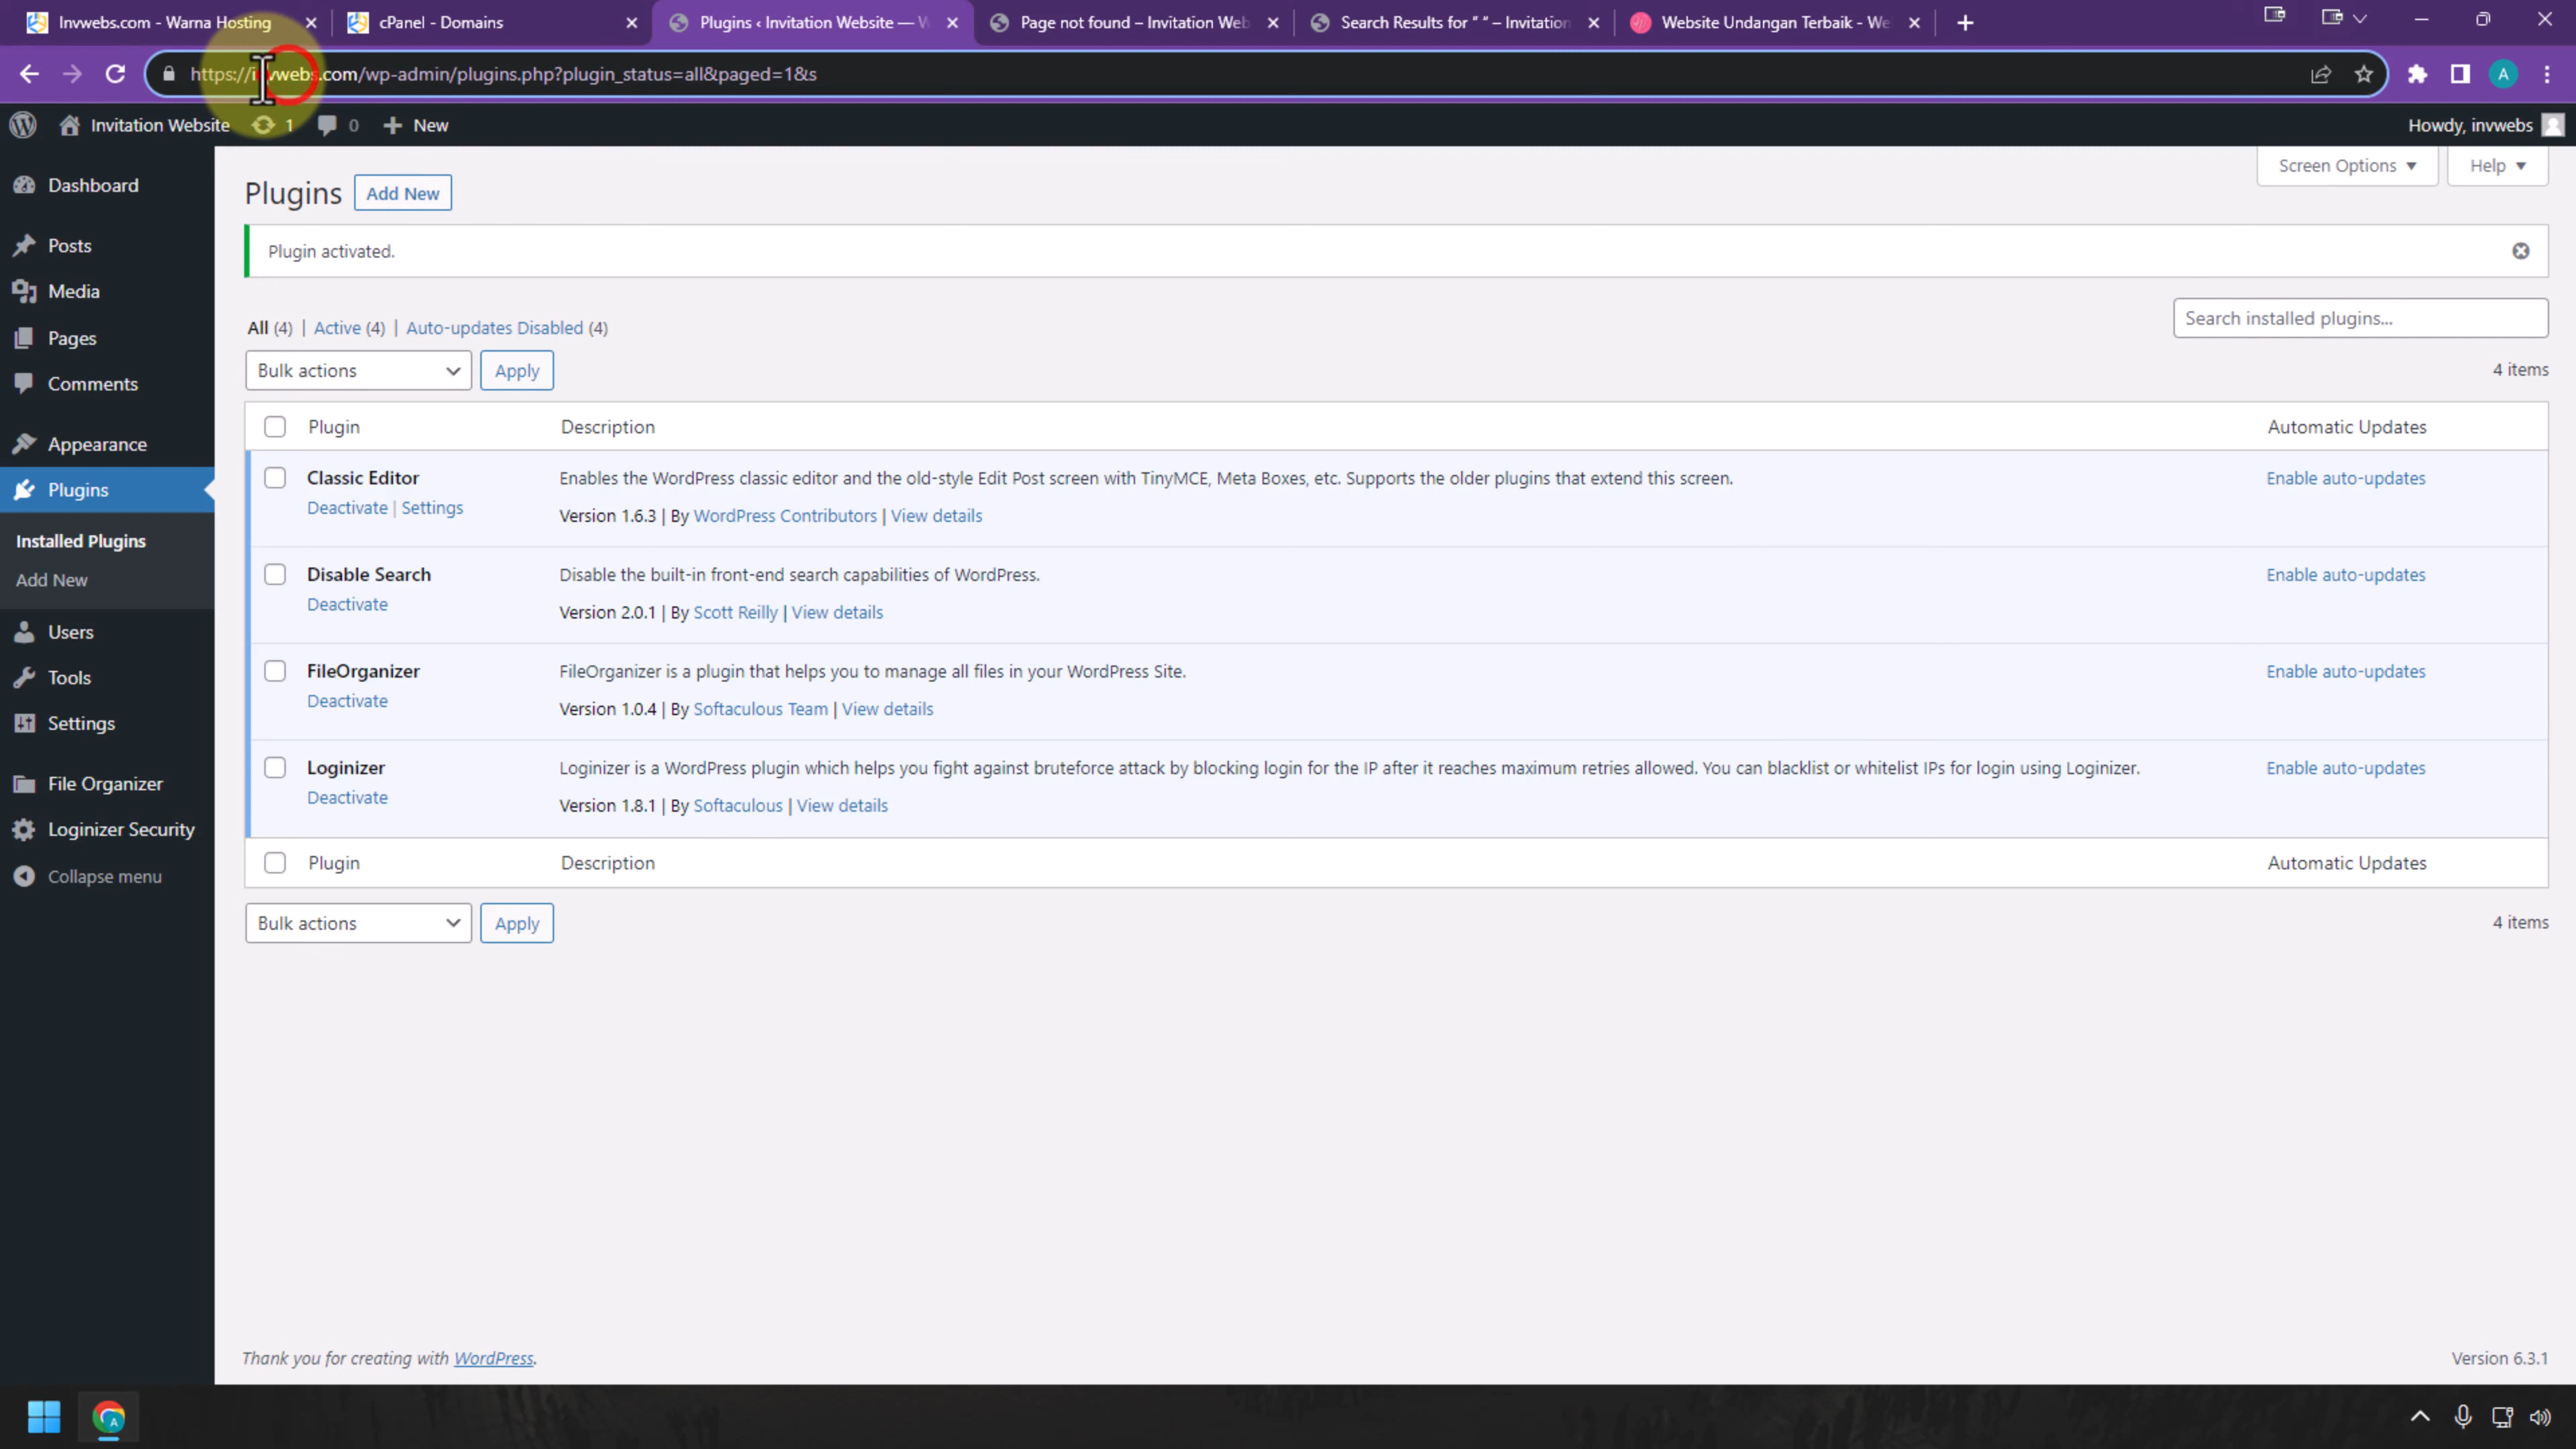 Invwebs.com - Warna Hosting
cPanel - Domains
Plugins ‹ Invitation Website — W
Page not found – Invitation Web
Search Results for “ ” – Invitation
Website Undangan Terbaik - We
https://invwebs.com/wp-admin/plugins.php?plugin_status=all&paged=1&s
A
Invitation Website
1
0
New
Howdy, invwebs
Dashboard
Posts
Media
Pages
Comments
Appearance
Plugins
Installed Plugins
Add New
Users
Tools
Settings
File Organizer
Loginizer Security
Collapse menu
Screen Options
Help
Plugins
Add New
Plugin activated.
All (4) | Active (4) | Auto-updates Disabled (4)
Search installed plugins...
Bulk actions
Apply
4 items
Plugin
Description
Automatic Updates
Classic Editor
Deactivate | Settings
Enables the WordPress classic editor and the old-style Edit Post screen with TinyMCE, Meta Boxes, etc. Supports the older plugins that extend this screen.
Version 1.6.3 | By WordPress Contributors | View details
Enable auto-updates
Disable Search
Deactivate
Disable the built-in front-end search capabilities of WordPress.
Version 2.0.1 | By Scott Reilly | View details
Enable auto-updates
FileOrganizer
Deactivate
FileOrganizer is a plugin that helps you to manage all files in your WordPress Site.
Version 1.0.4 | By Softaculous Team | View details
Enable auto-updates
Loginizer
Deactivate
Loginizer is a WordPress plugin which helps you fight against bruteforce attack by blocking login for the IP after it reaches maximum retries allowed. You can blacklist or whitelist IPs for login using Loginizer.
Version 1.8.1 | By Softaculous | View details
Enable auto-updates
Plugin
Description
Automatic Updates
Bulk actions
Apply
4 items
Thank you for creating with WordPress.
Version 6.3.1
A